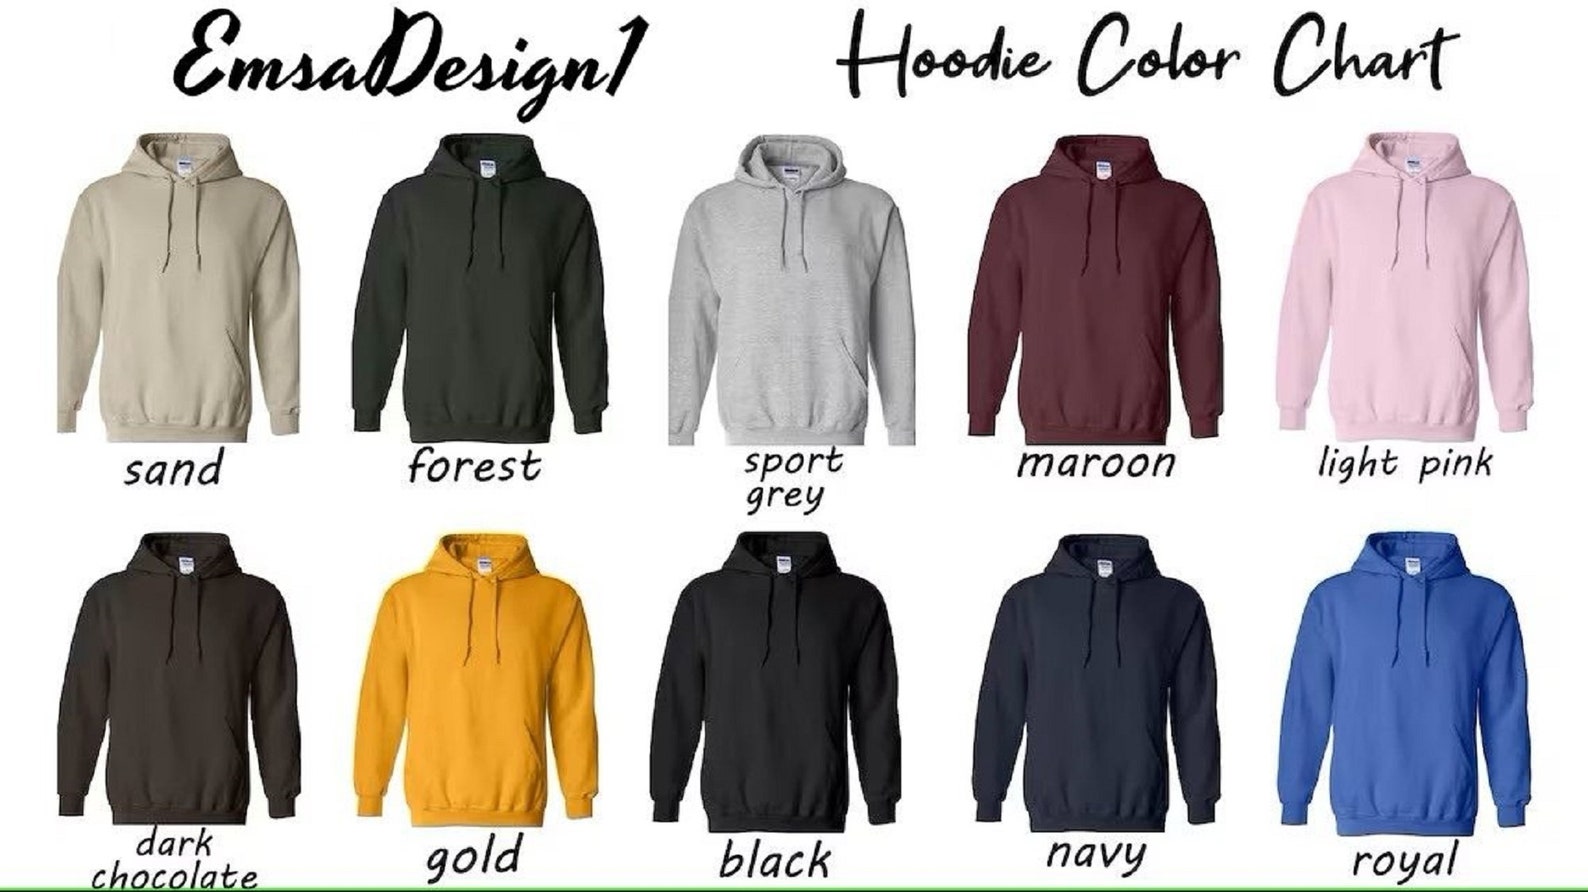 EmsaDesign1
Hoodie Color Chart
sand
forest
sport
grey
maroon
light pink
dark
chocolate
gold
black
navy
royal